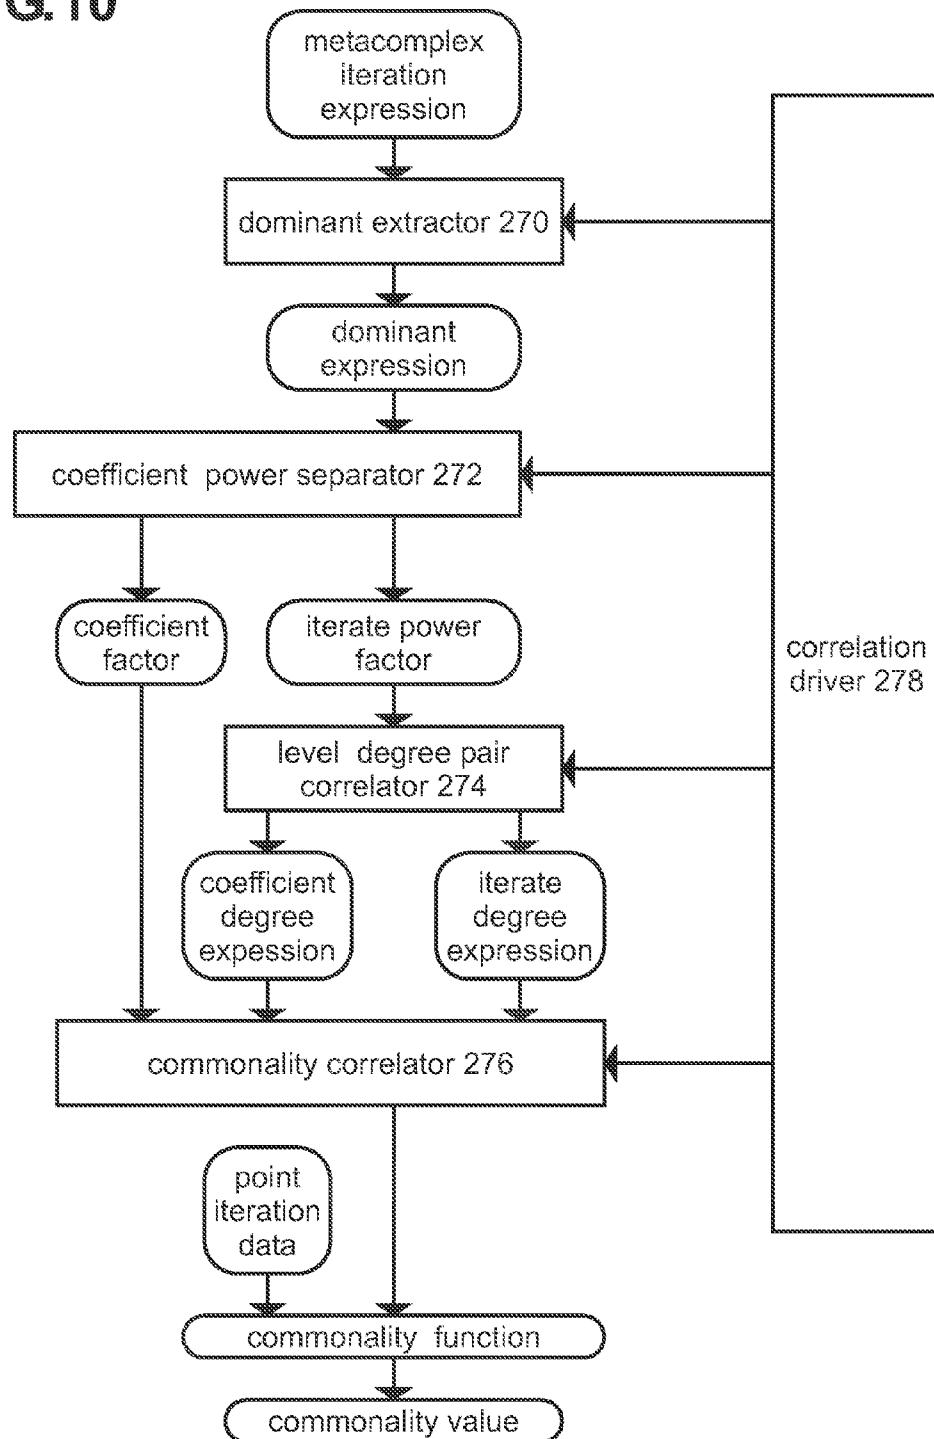 G. 10
metacomplex
iteration
expression
dominant extractor 270
dominant
expression
coefficient power separator 272
coefficient
factor
iterate power
factor
correlation
driver 278
level degree pair
correlator 274
coefficient
degree
expession
iterate
degree
expression
commonality correlator 276
point
iteration
data
commonality function
commonality value